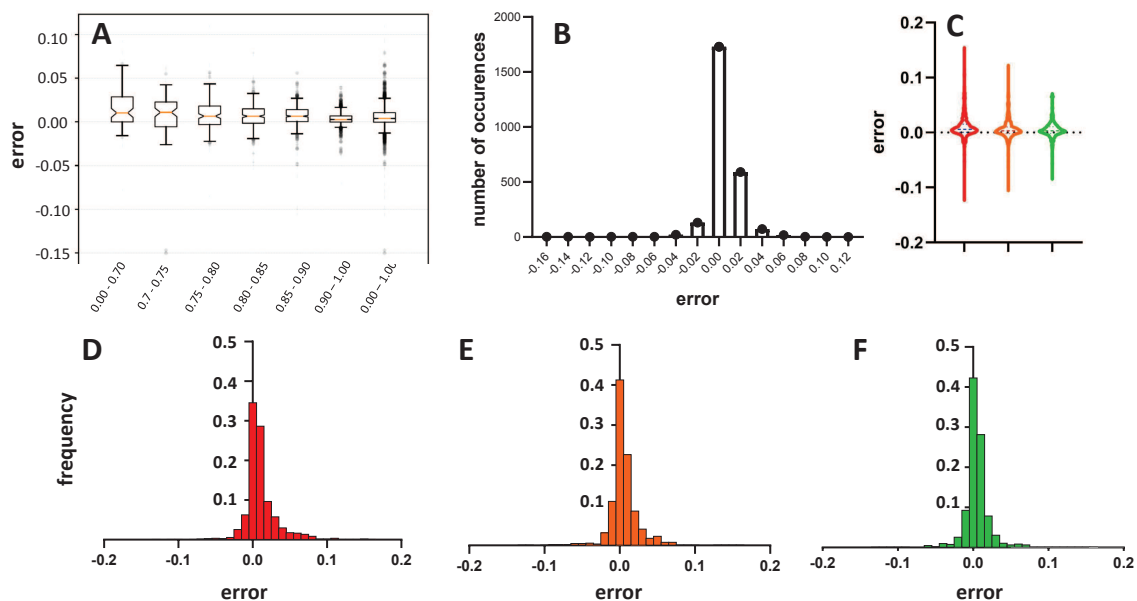 A
error
0.10
0.05
0.00
-0.05
-0.10
-0.15
0.00 - 0.70
0.7 - 0.75
0.75 - 0.80
0.80 - 0.85
0.85 - 0.90
0.90 – 1.00
0.00 – 1.00
B
number of occurences
2000
1500
1000
500
0
-0.16
-0.14
-0.12
-0.10
-0.08
-0.06
-0.04
-0.02
0.00
0.02
0.04
0.06
0.08
0.10
0.12
error
C
error
0.2
0.1
0.0
-0.1
-0.2
D
frequency
0.5
0.4
0.3
0.2
0.1
-0.2 -0.1 0.0 0.1 0.2
error
E
0.5
0.4
0.3
0.2
0.1
-0.2 -0.1 0.0 0.1 0.2
error
F
0.5
0.4
0.3
0.2
0.1
-0.2 -0.1 0.0 0.1 0.2
error